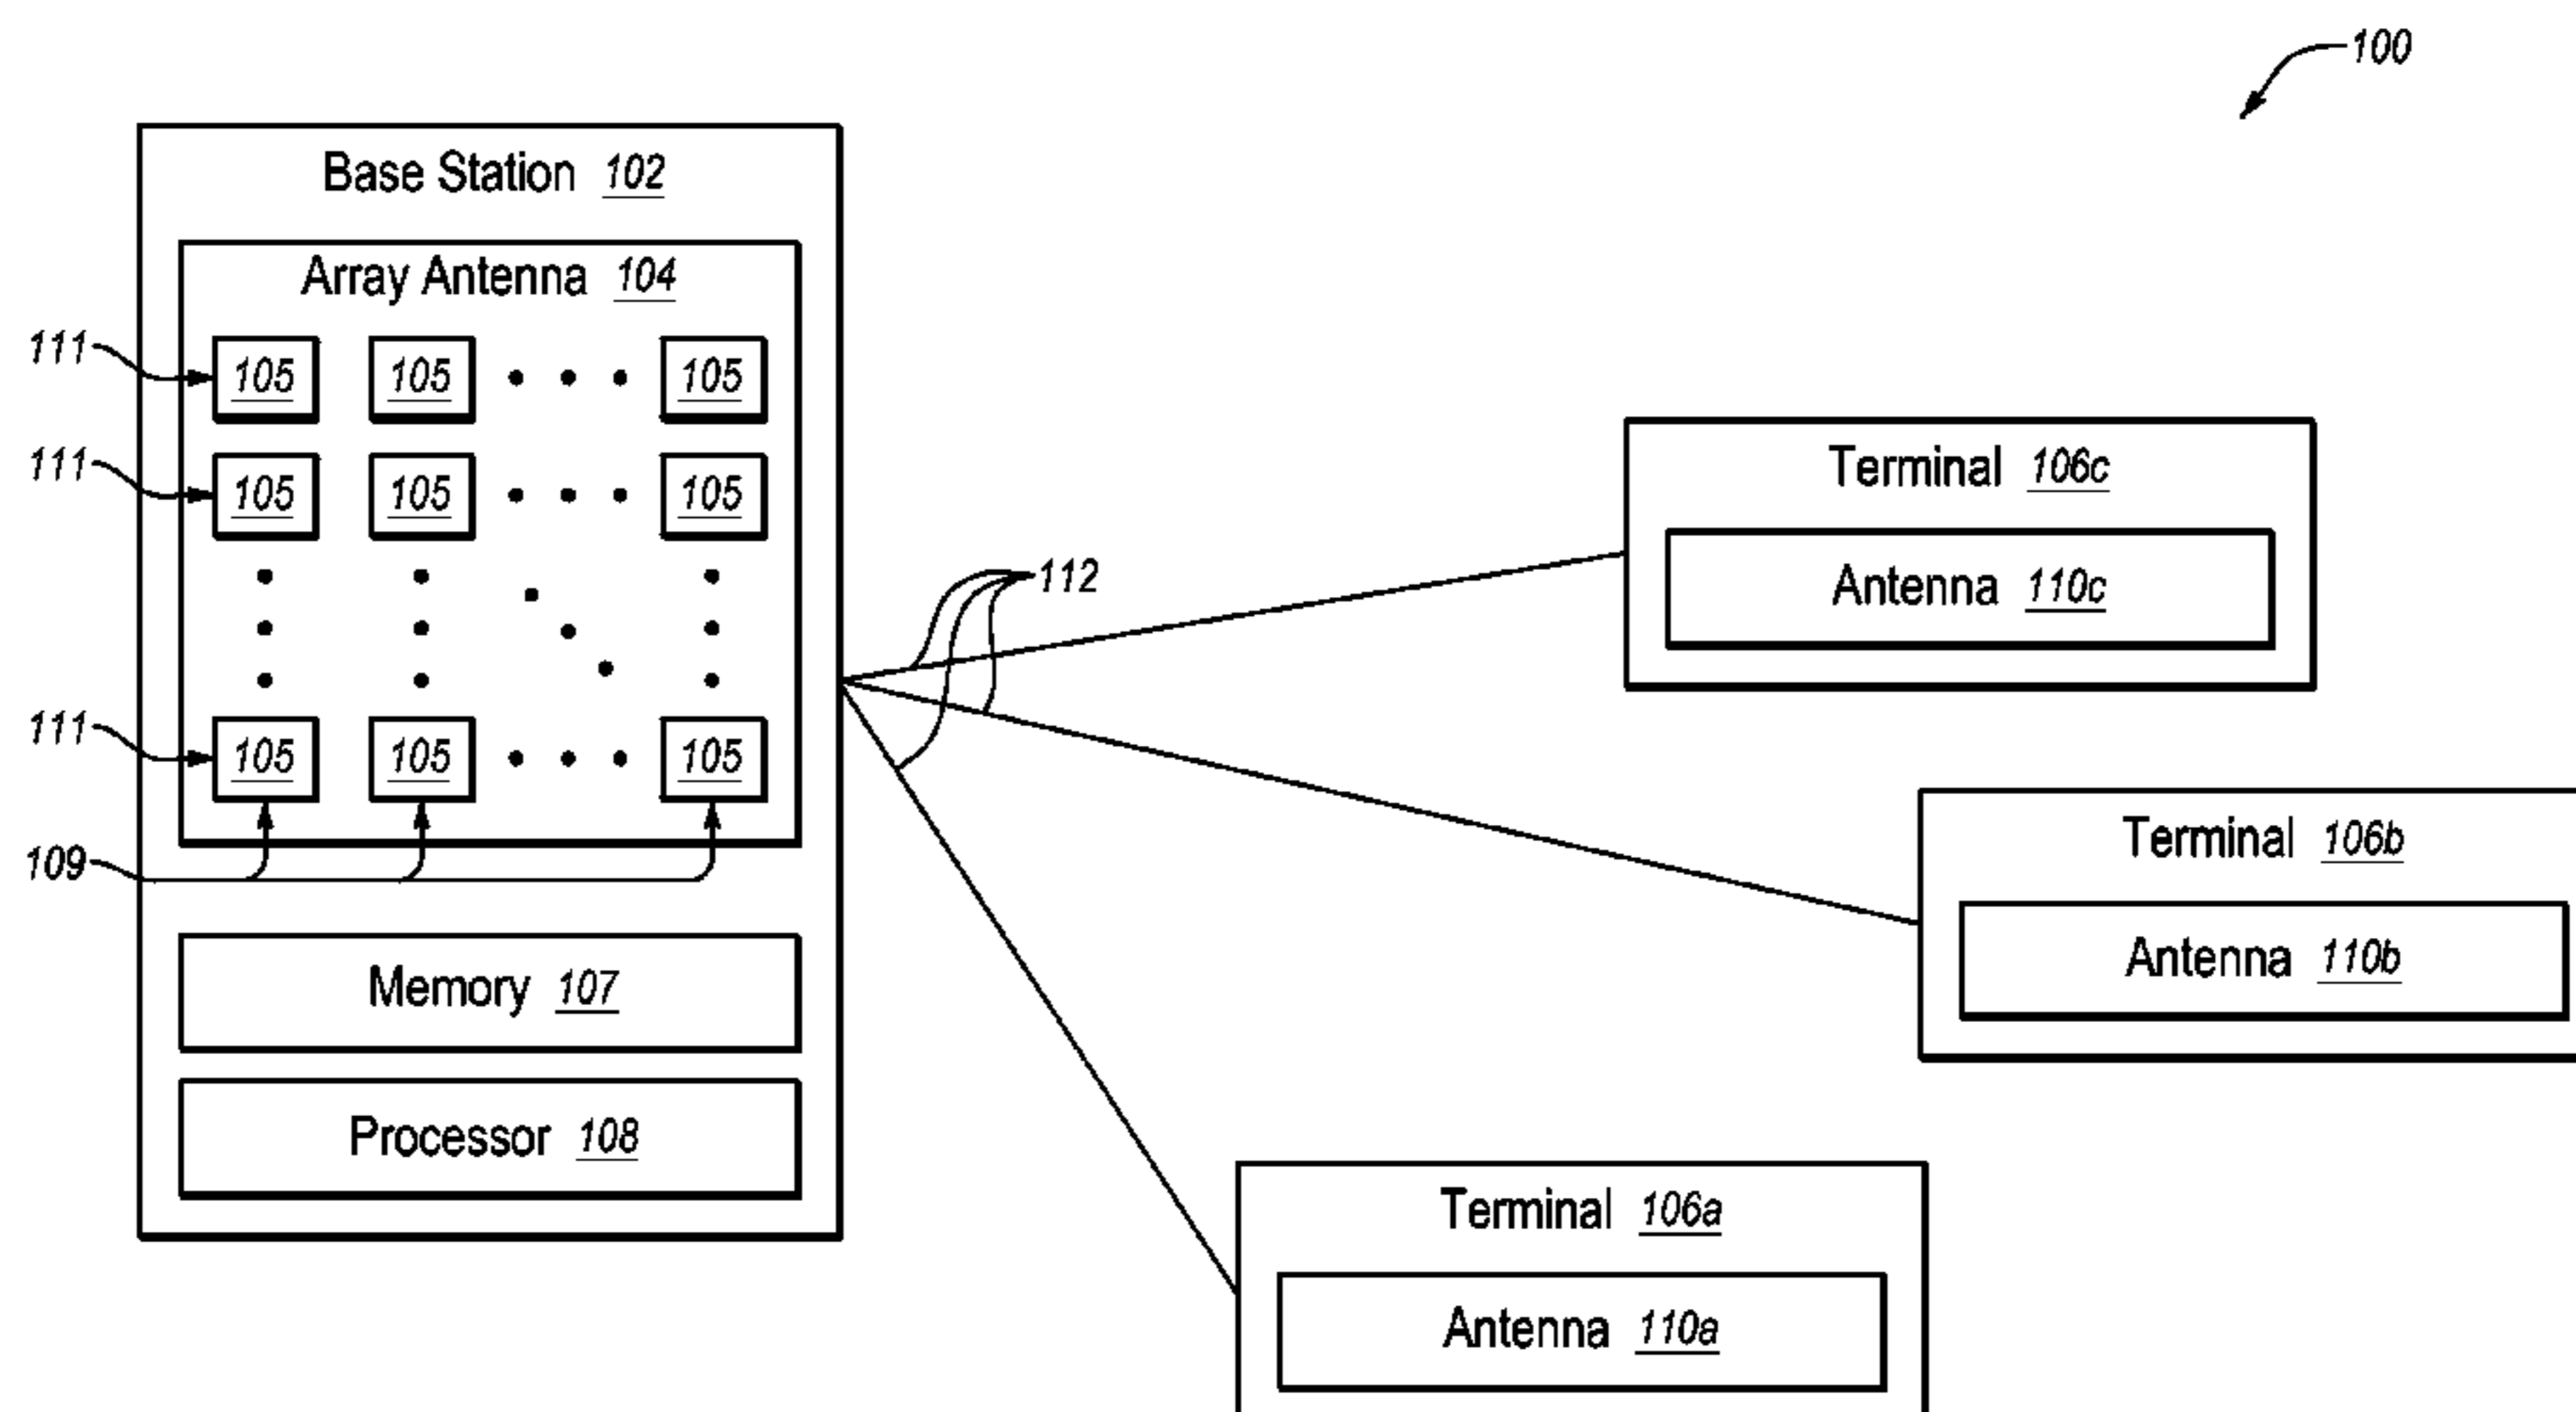 100
Base Station 102
Array Antenna 104
111 105 105 105
111 105 105 105
111 105 105 105
109
Memory 107
Processor 108
112
Terminal 106c
Antenna 110c
Terminal 106b
Antenna 110b
Terminal 106a
Antenna 110a